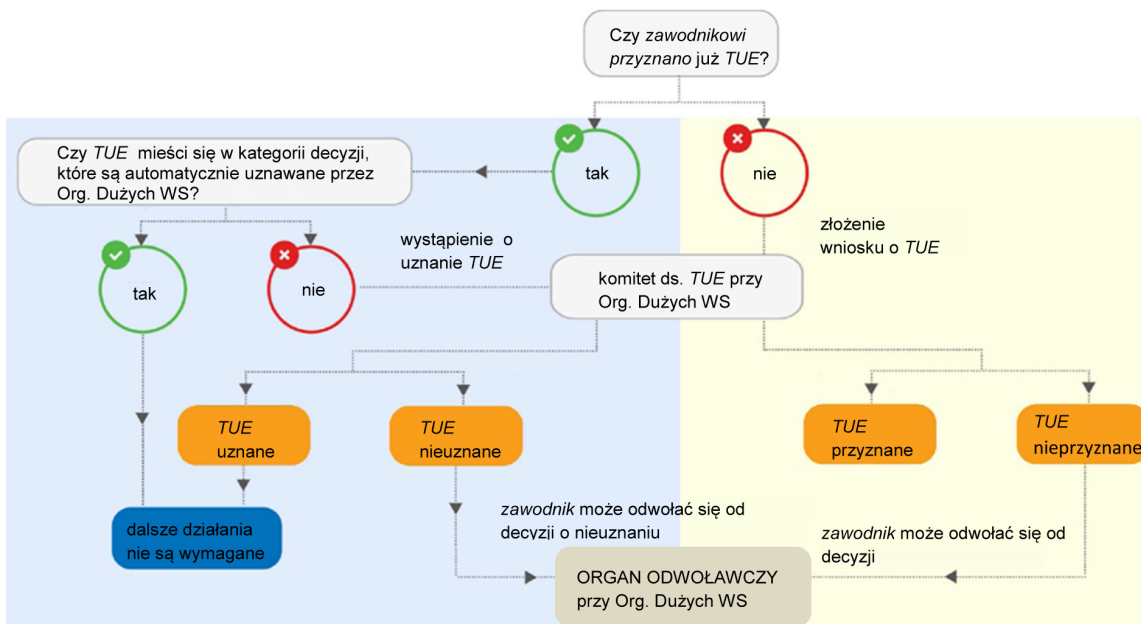 Czy zawodnikowi
przyznano już TUE?
Czy TUE mieści się w kategorii decyzji,
które są automatycznie uznawane przez
Org. Dużych WS?
tak
nie
tak
nie
wystąpienie o
uznanie TUE
złożenie
wniosku o TUE
komitet ds. TUE przy
Org. Dużych WS
TUE
uznane
TUE
nieuznane
TUE
przyznane
TUE
nieprzyznane
dalsze działania
nie są wymagane
zawodnik może odwołać się od
decyzji o nieuznaniu
zawodnik może odwołać się od
decyzji
ORGAN ODWOŁAWCZY
przy Org. Dużych WS